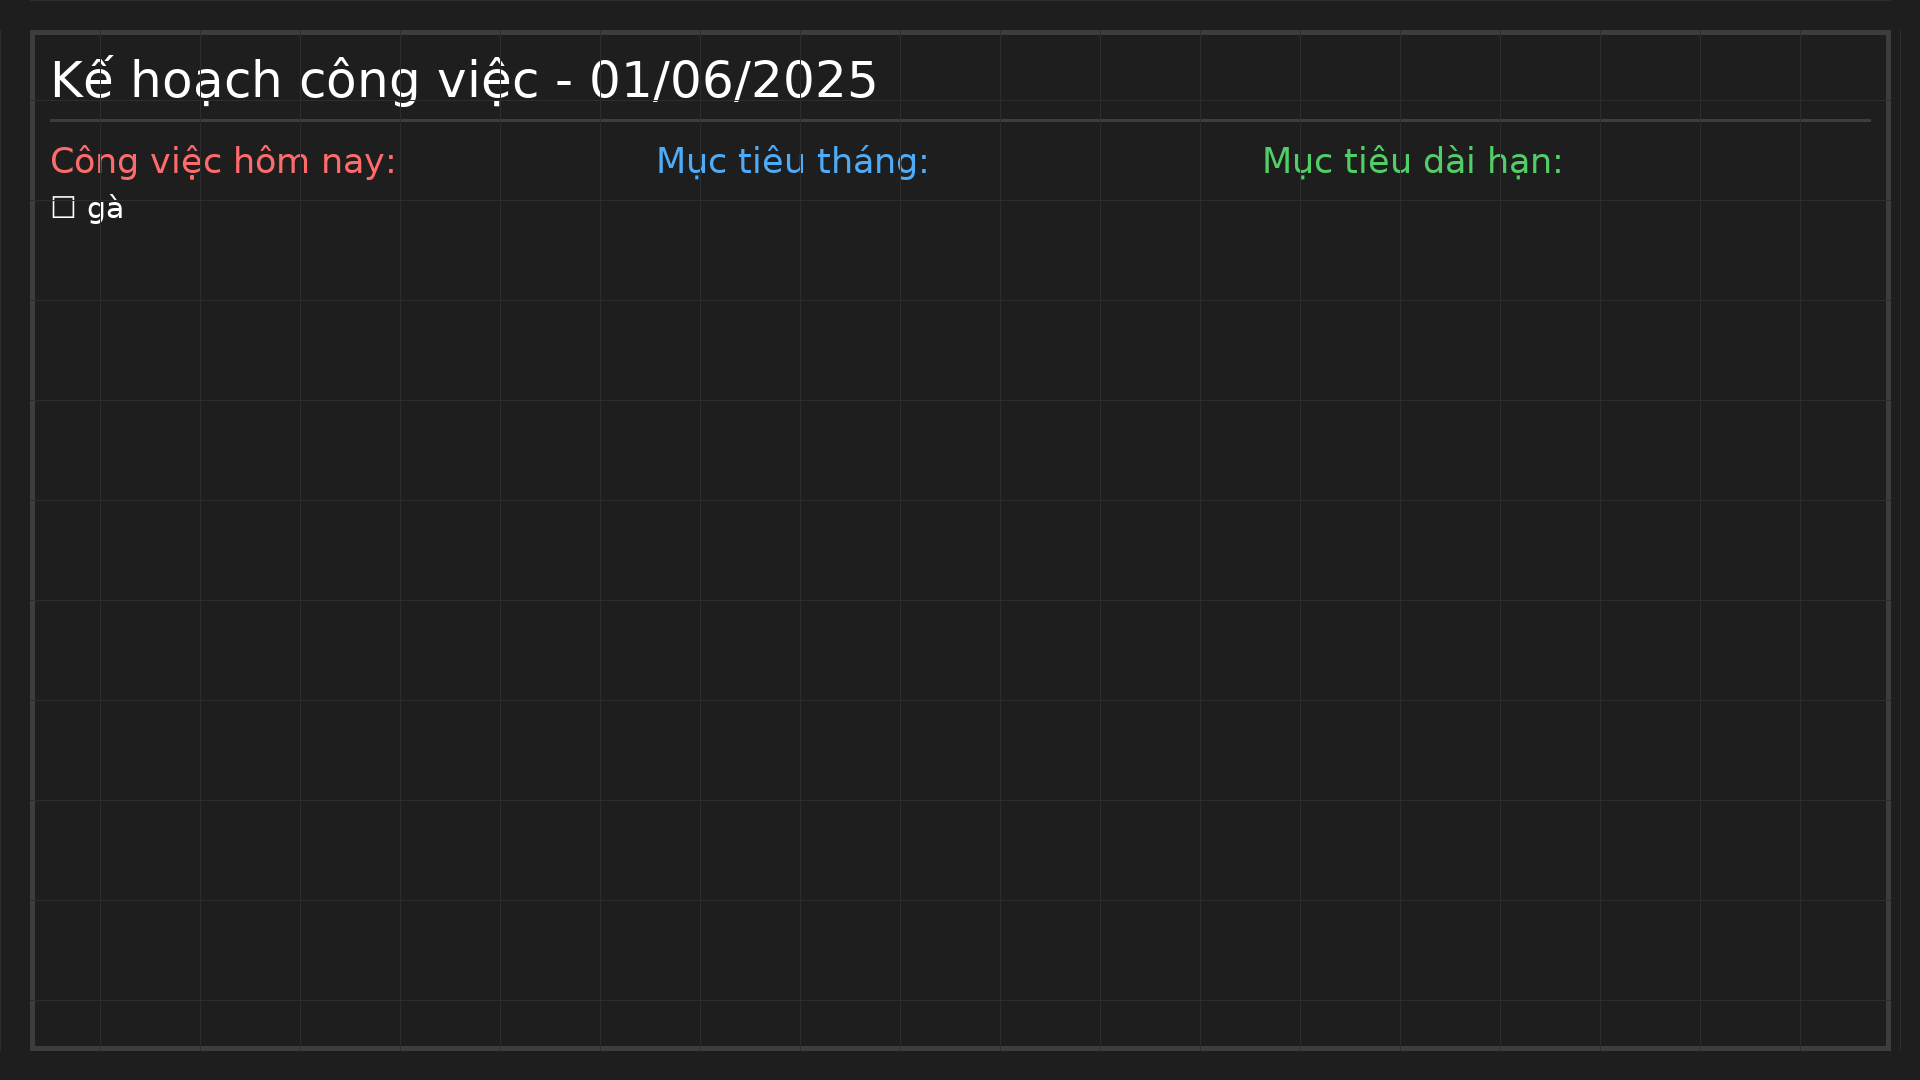 Kế hoạch công việc - 01/06/2025
Công việc hôm nay:
☐ gà
Mục tiêu tháng:
Mục tiêu dài hạn: